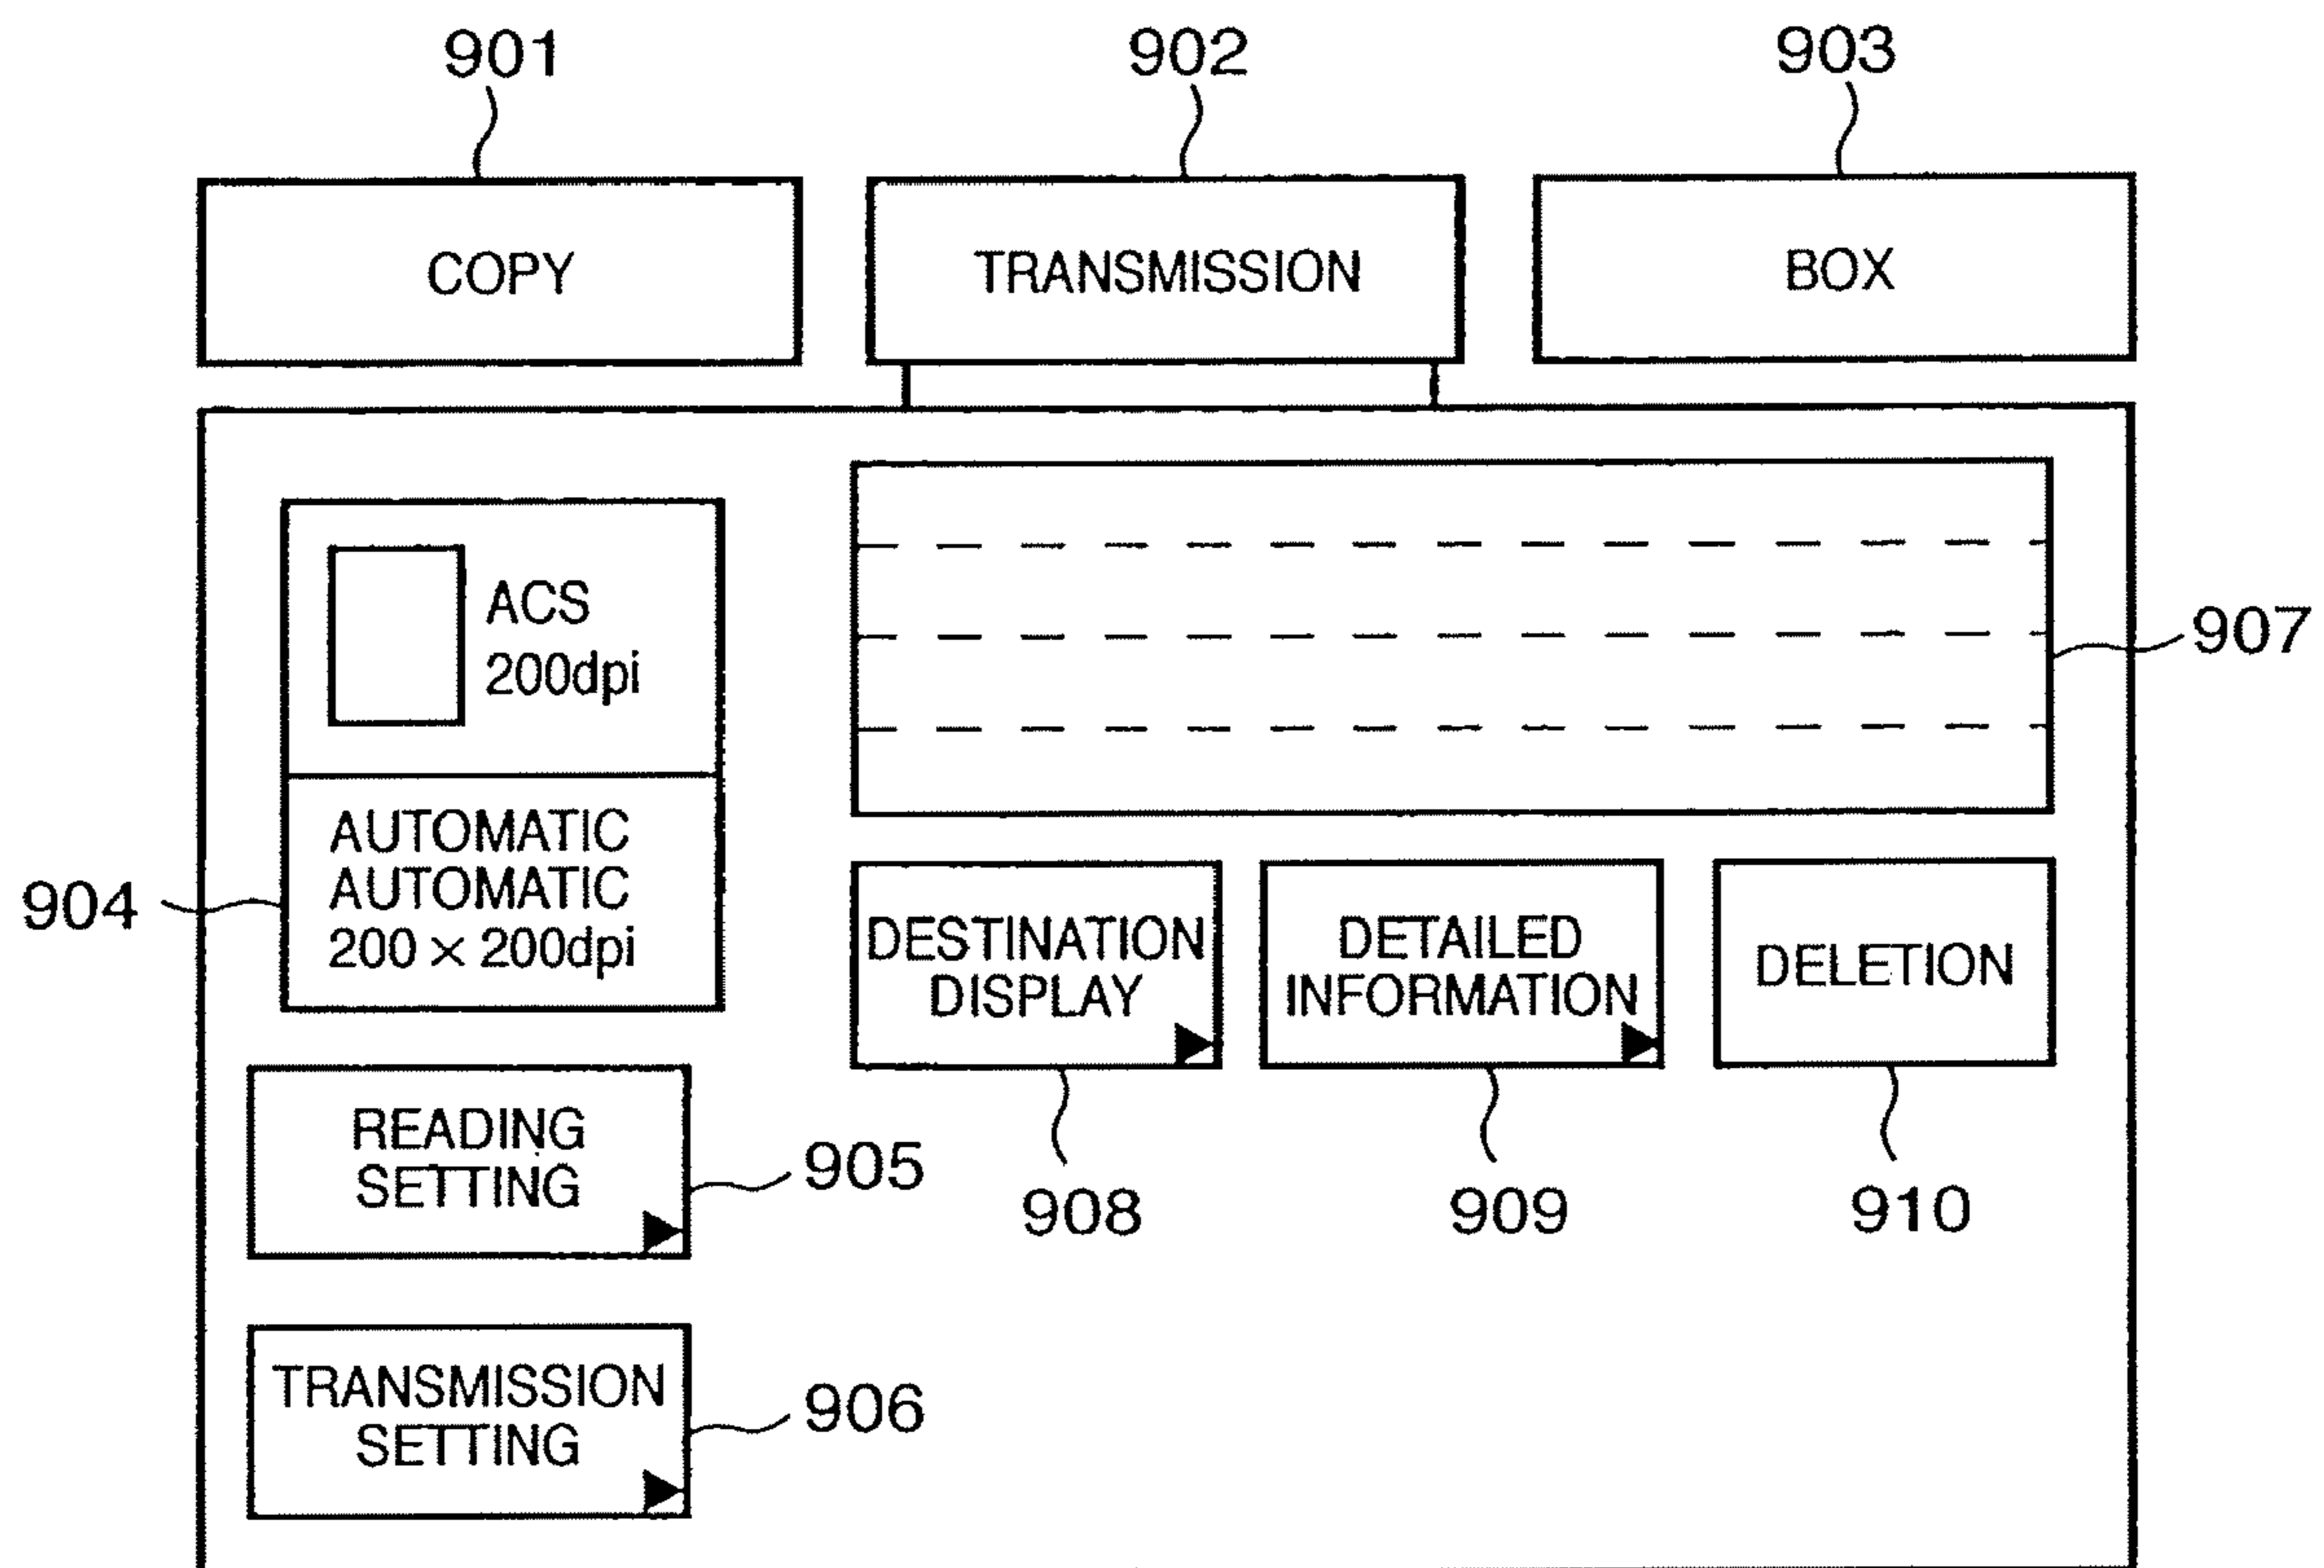 901
902
903
COPY
TRANSMISSION
BOX
ACS
200dpi
907
AUTOMATIC
AUTOMATIC
200 × 200dpi
904
DESTINATION
DISPLAY
DETAILED
INFORMATION
DELETION
READING
SETTING
905
908
909
910
TRANSMISSION
SETTING
906